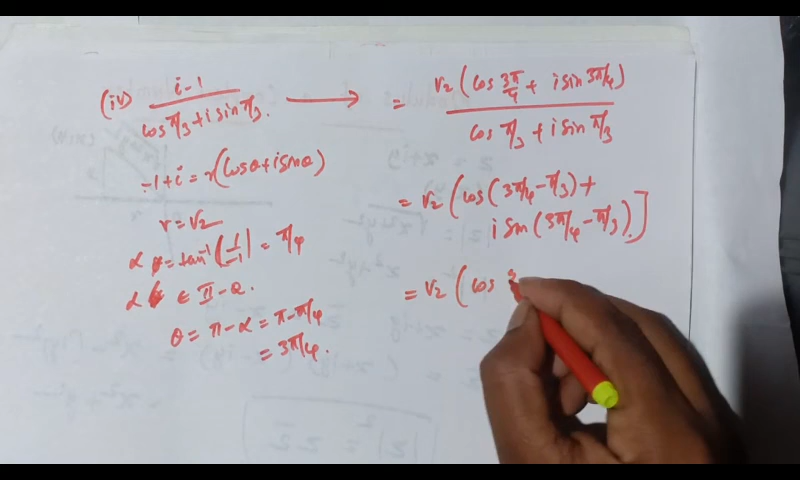 (iv) i-1 / cos π/3 + i sin π/3. ⟶
-1+i = r(cosθ+isinθ)
r = √2
α = tan⁻¹|1/-1| = π/4
α ∈ II - Q.
θ = π-α = π-π/4
= 3π/4.
= √2 (cos 3π/4 + i sin 3π/4) / cos π/3 + i sin π/3
= √2 (cos(3π/4 - π/3) +
i sin(3π/4 - π/3).]
= √2 (cos